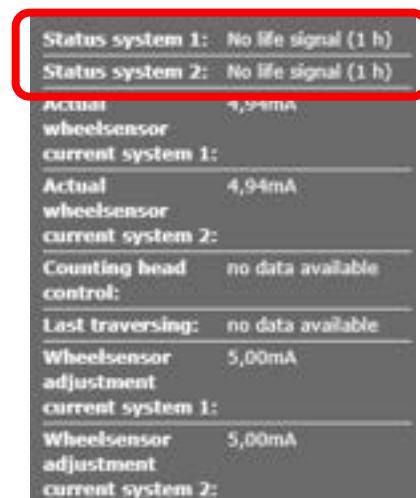 Status system 1: No life signal (1 h)
Status system 2: No life signal (1 h)
Actual 4,94mA
wheelsensor
current system 1:
Actual 4,94mA
wheelsensor
current system 2:
Counting head no data available
control:
Last traversing: no data available
Wheelsensor 5,00mA
adjustment
current system 1:
Wheelsensor 5,00mA
adjustment
current system 2: